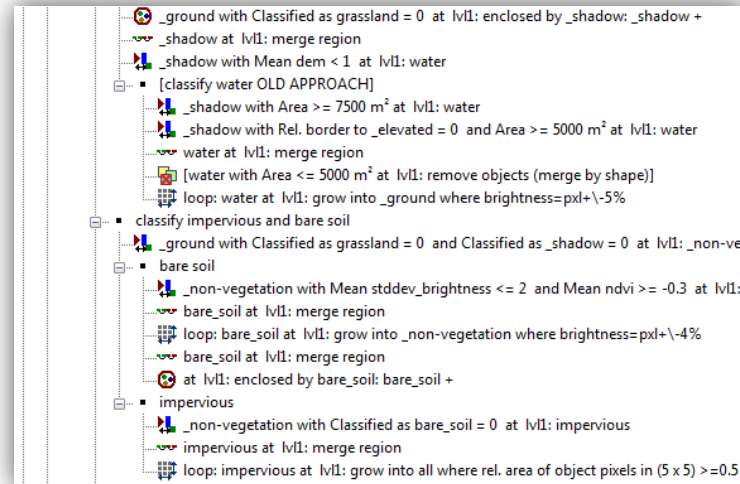 _ground with Classified as grassland = 0 at lvl1: enclosed by _shadow: _shadow +
_shadow at lvl1: merge region
_shadow with Mean dem < 1 at lvl1: water
[classify water OLD APPROACH]
_shadow with Area >= 7500 m² at lvl1: water
_shadow with Rel. border to _elevated = 0 and Area >= 5000 m² at lvl1: water
water at lvl1: merge region
[water with Area <= 5000 m² at lvl1: remove objects (merge by shape)]
loop: water at lvl1: grow into _ground where brightness=pxl+\-5%
classify impervious and bare soil
_ground with Classified as grassland = 0 and Classified as _shadow = 0 at lvl1: _non-ve
bare soil
_non-vegetation with Mean stddev_brightness <= 2 and Mean ndvi >= -0.3 at lvl1:
bare_soil at lvl1: merge region
loop: bare_soil at lvl1: grow into _non-vegetation where brightness=pxl+\-4%
bare_soil at lvl1: merge region
at lvl1: enclosed by bare_soil: bare_soil +
impervious
_non-vegetation with Classified as bare_soil = 0 at lvl1: impervious
impervious at lvl1: merge region
loop: impervious at lvl1: grow into all where rel. area of object pixels in (5 x 5) >=0.5